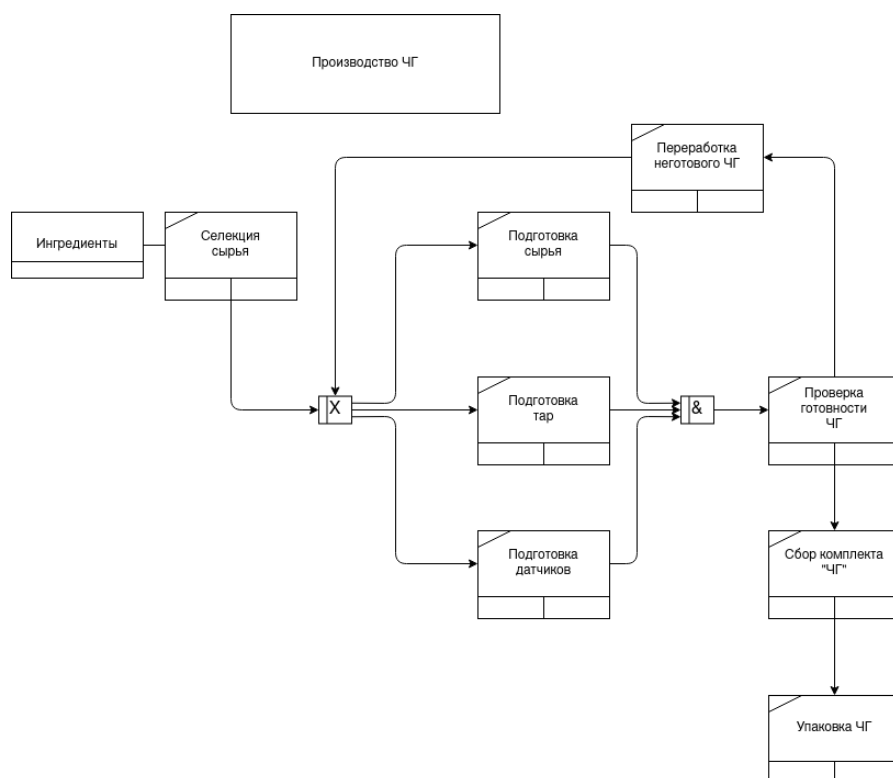 Производство ЧГ
Переработка
неготового ЧГ
Ингредиенты
Селекция
сырья
Подготовка
сырья
X
Подготовка
тар
&
Проверка
готовности
ЧГ
Подготовка
датчиков
Сбор комплекта
"ЧГ"
Упаковка ЧГ